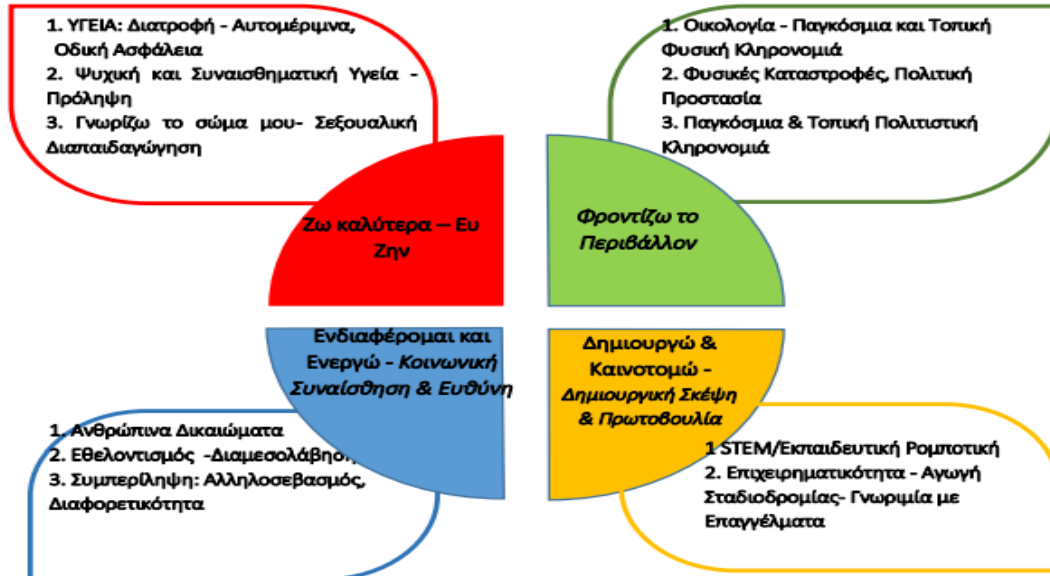 1. ΥΓΕΙΑ: Διατροφή - Αυτομέριμνα,
Οδική Ασφάλεια
2. Ψυχική και Συναισθηματική Υγεία -
Πρόληψη
3. Γνωρίζω το σώμα μου- Σεξουαλική
Διαπαιδαγώγηση
1. Οικολογία - Παγκόσμια και Τοπική
Φυσική Κληρονομιά
2. Φυσικές Καταστροφές, Πολιτική
Προστασία
3. Παγκόσμια & Τοπική Πολιτιστική
Κληρονομιά
Ζω καλύτερα – Ευ
Ζην
Φροντίζω το
Περιβάλλον
Ενδιαφέρομαι και
Ενεργώ - Κοινωνική
Συναίσθηση & Ευθύνη
Δημιουργώ &
Καινοτομώ -
Δημιουργική Σκέψη
& Πρωτοβουλία
1. Ανθρώπινα Δικαιώματα
2. Εθελοντισμός -Διαμεσολάβηση
3. Συμπερίληψη: Αλληλοσεβασμός,
Διαφορετικότητα
1 STEM/Εκπαιδευτική Ρομποτική
2. Επιχειρηματικότητα - Αγωγή
Σταδιοδρομίας- Γνωριμία με
Επαγγέλματα